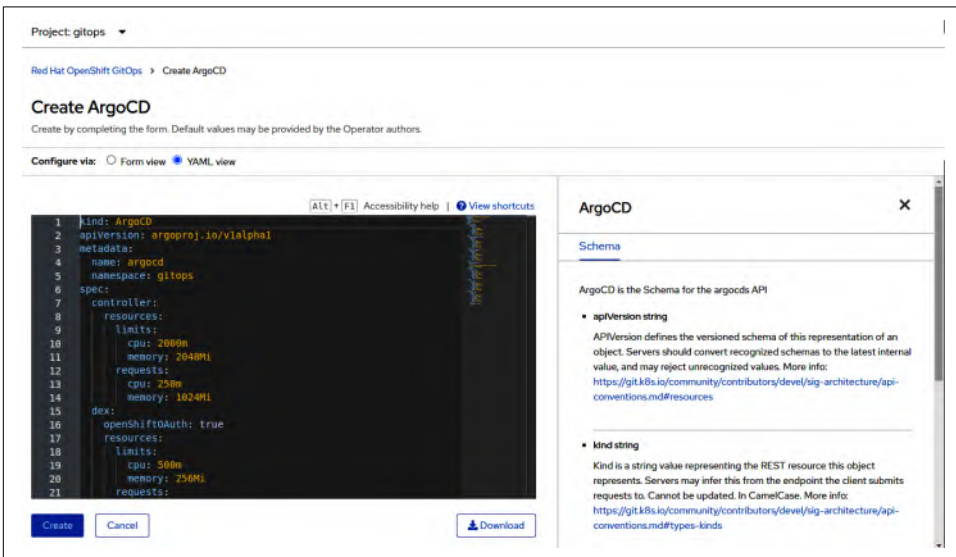 Project: gitops
Red Hat OpenShift GitOps > Create ArgoCD
Create ArgoCD
Create by completing the form. Default values may be provided by the Operator authors.
Configure via: Form view YAML view
Alt + F1 Accessibility help | View shortcuts
1 kind: ArgoCD
2 apiVersion: argoproj.io/v1alpha1
3 metadata:
4 name: argocd
5 namespace: gitops
6 spec:
7 controller:
8 resources:
9 limits:
10 cpu: 2000m
11 memory: 2048Mi
12 requests:
13 cpu: 250m
14 memory: 1024Mi
15 dex:
16 openShiftOAuth: true
17 resources:
18 limits:
19 cpu: 500m
20 memory: 256Mi
21 requests:
Create Cancel Download
ArgoCD
Schema
ArgoCD is the Schema for the argocds API
apiVersion string
APIVersion defines the versioned schema of this representation of an
object. Servers should convert recognized schemas to the latest internal
value, and may reject unrecognized values. More info:
https://git.k8s.io/community/contributors/devel/sig-architecture/api-
conventions.md#resources
kind string
Kind is a string value representing the REST resource this object
represents. Servers may infer this from the endpoint the client submits
requests to. Cannot be updated. In CamelCase. More info:
https://git.k8s.io/community/contributors/devel/sig-architecture/api-
conventions.md#types-kinds